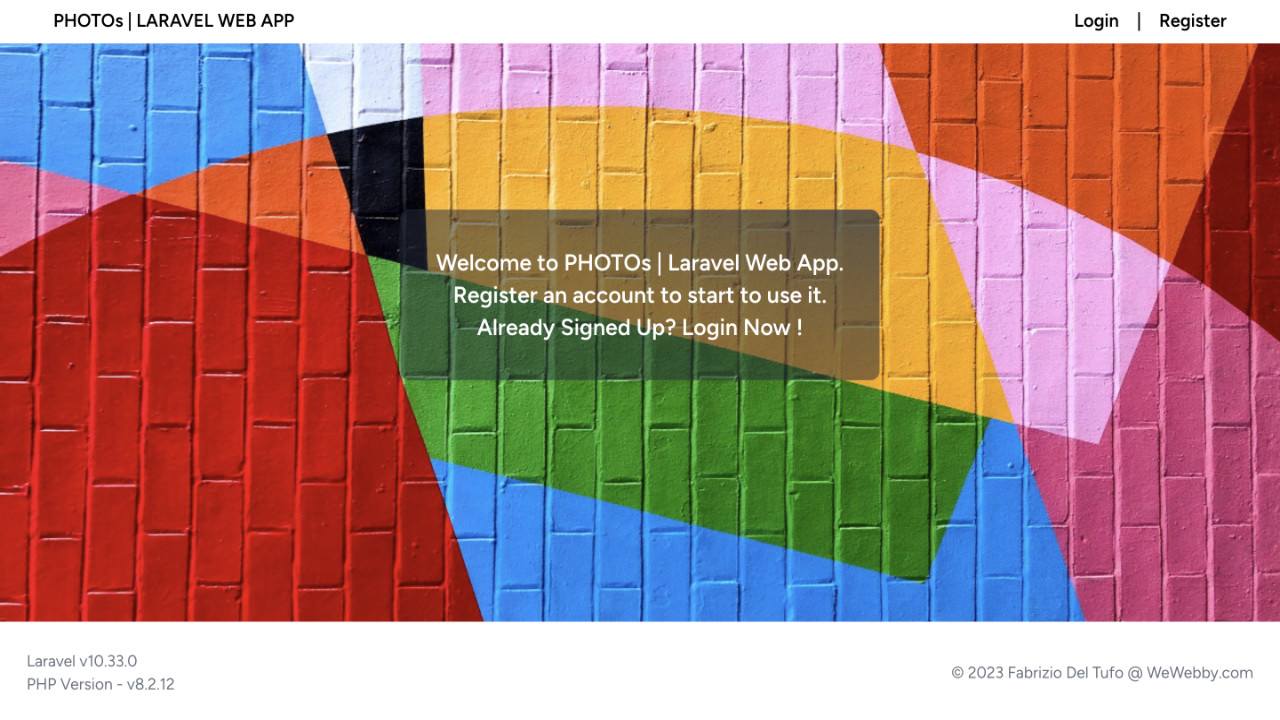 PHOTOs | LARAVEL WEB APP
Login | Register
Welcome to PHOTOs | Laravel Web App.
Register an account to start to use it.
Already Signed Up? Login Now !
Laravel v10.33.0
PHP Version - v8.2.12
© 2023 Fabrizio Del Tufo @ WeWebby.com